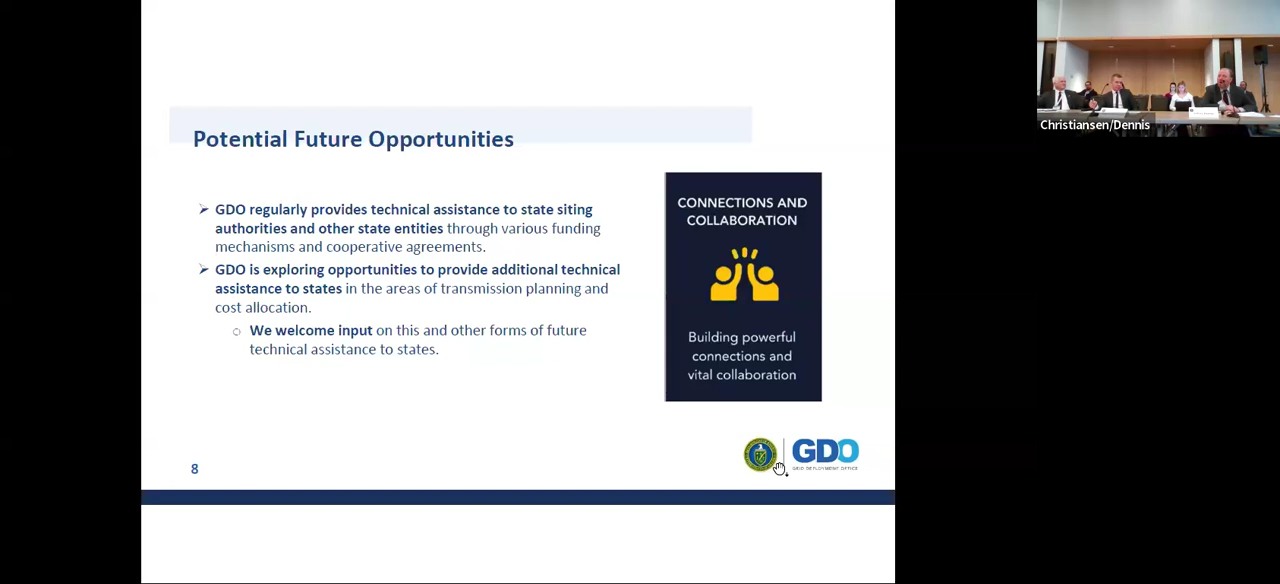 Potential Future Opportunities
GDO regularly provides technical assistance to state siting
authorities and other state entities through various funding
mechanisms and cooperative agreements.
GDO is exploring opportunities to provide additional technical
assistance to states in the areas of transmission planning and
cost allocation.
We welcome input on this and other forms of future
technical assistance to states.
CONNECTIONS AND
COLLABORATION
Building powerful
connections and
vital collaboration
8
GDO
GRID DEPLOYMENT OFFICE
Christiansen/Dennis